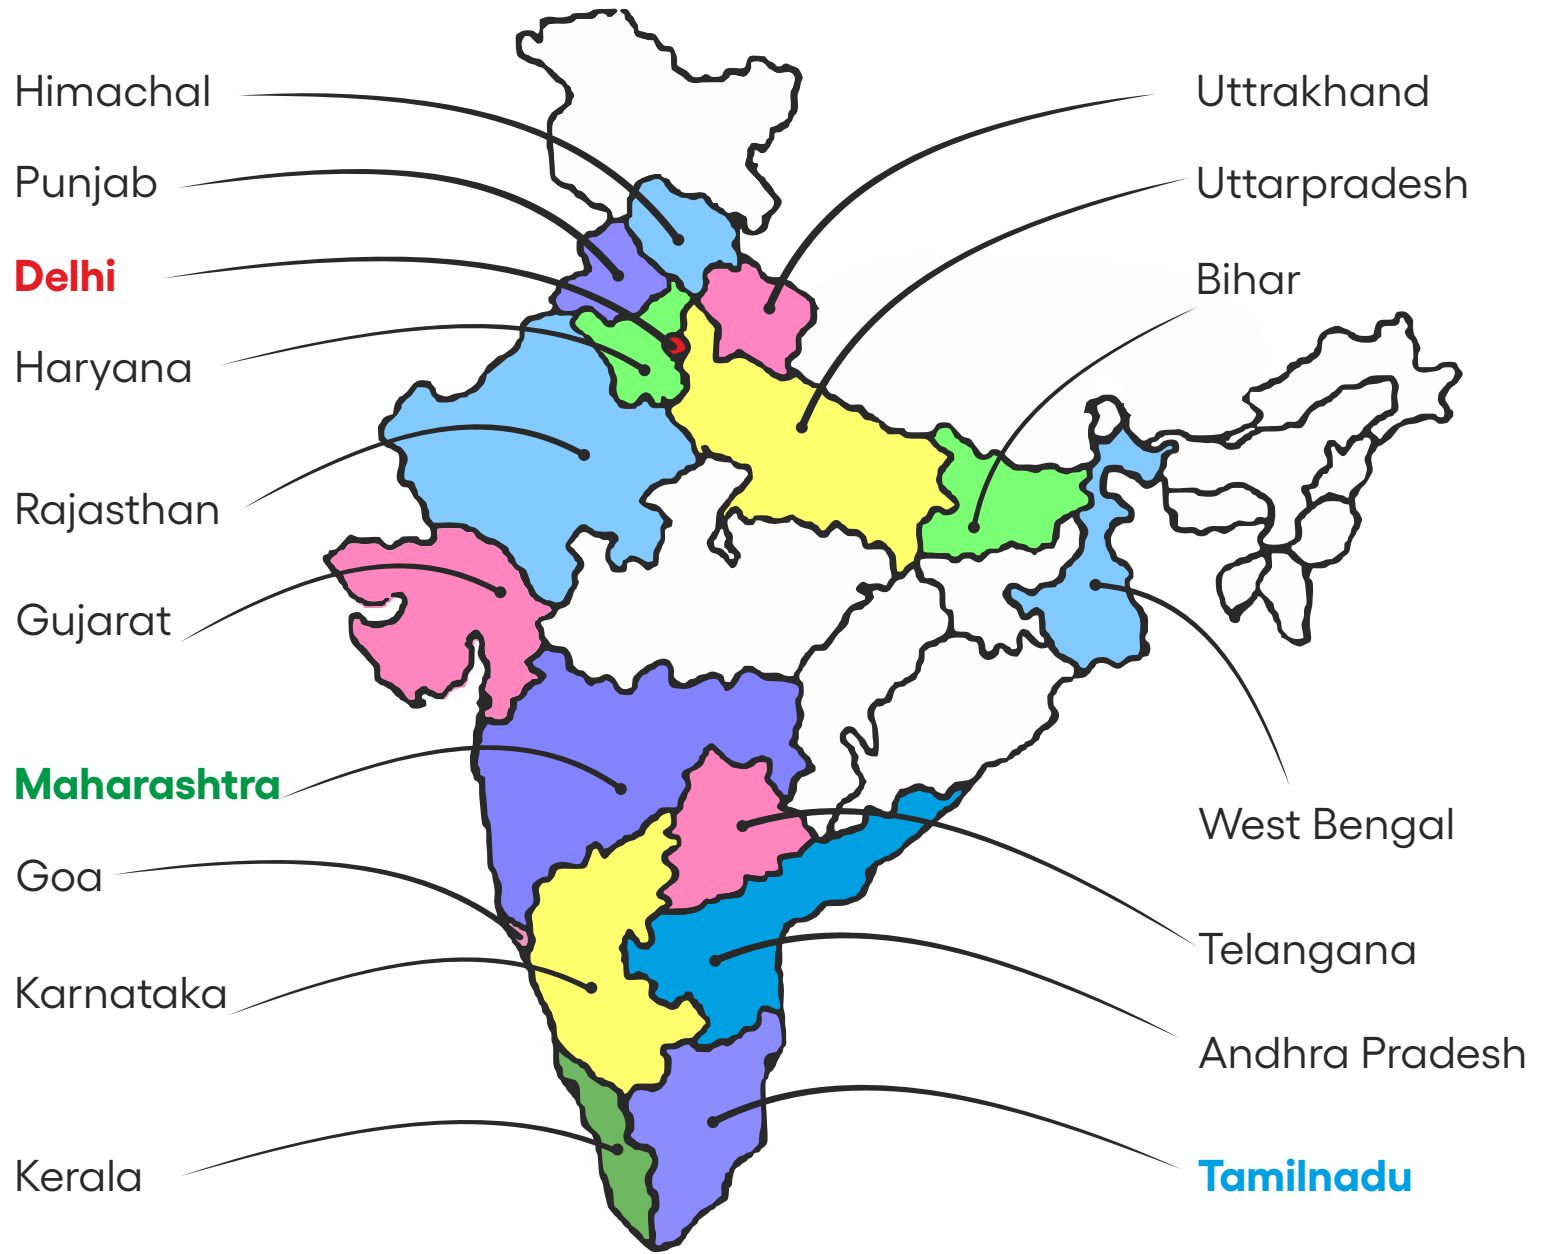 Himachal
Punjab
Delhi
Haryana
Rajasthan
Gujarat
Maharashtra
Goa
Karnataka
Kerala
Uttrakhand
Uttarpradesh
Bihar
West Bengal
Telangana
Andhra Pradesh
Tamilnadu